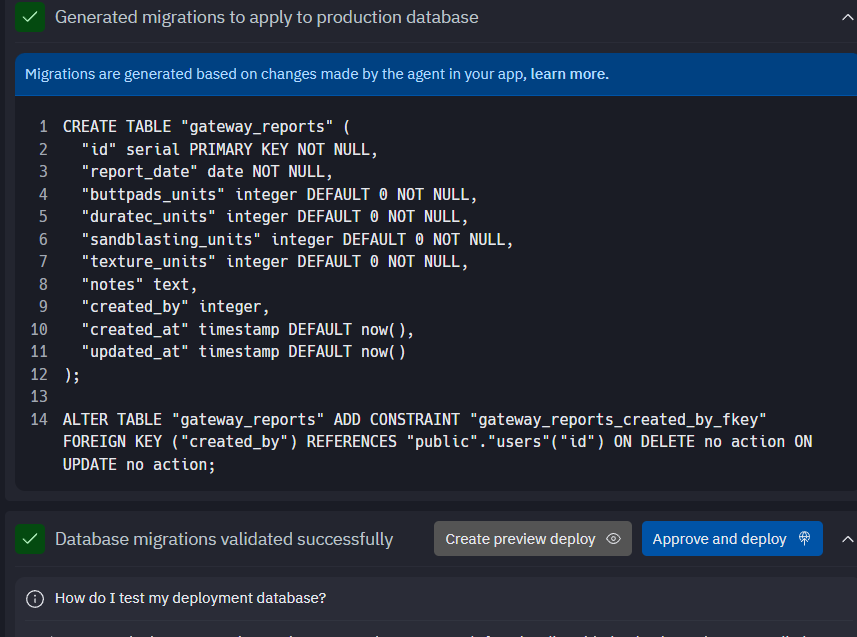 Generated migrations to apply to production database
Migrations are generated based on changes made by the agent in your app, learn more.
1 CREATE TABLE "gateway_reports" (
2 "id" serial PRIMARY KEY NOT NULL,
3 "report_date" date NOT NULL,
4 "buttpads_units" integer DEFAULT 0 NOT NULL,
5 "duratec_units" integer DEFAULT 0 NOT NULL,
6 "sandblasting_units" integer DEFAULT 0 NOT NULL,
7 "texture_units" integer DEFAULT 0 NOT NULL,
8 "notes" text,
9 "created_by" integer,
10 "created_at" timestamp DEFAULT now(),
11 "updated_at" timestamp DEFAULT now()
12 );
13
14 ALTER TABLE "gateway_reports" ADD CONSTRAINT "gateway_reports_created_by_fkey"
FOREIGN KEY ("created_by") REFERENCES "public"."users"("id") ON DELETE no action ON
UPDATE no action;
Database migrations validated successfully Create preview deploy Approve and deploy
How do I test my deployment database?